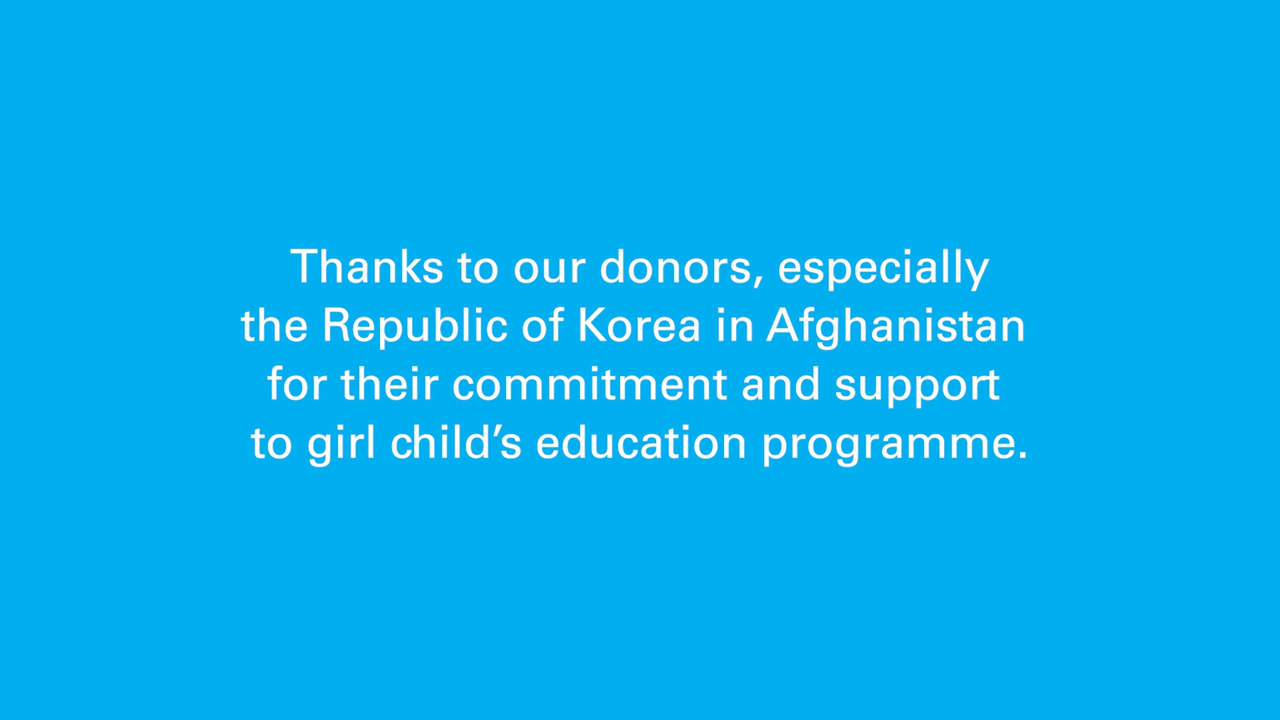 Thanks to our donors, especially
the Republic of Korea in Afghanistan
for their commitment and support
to girl child’s education programme.